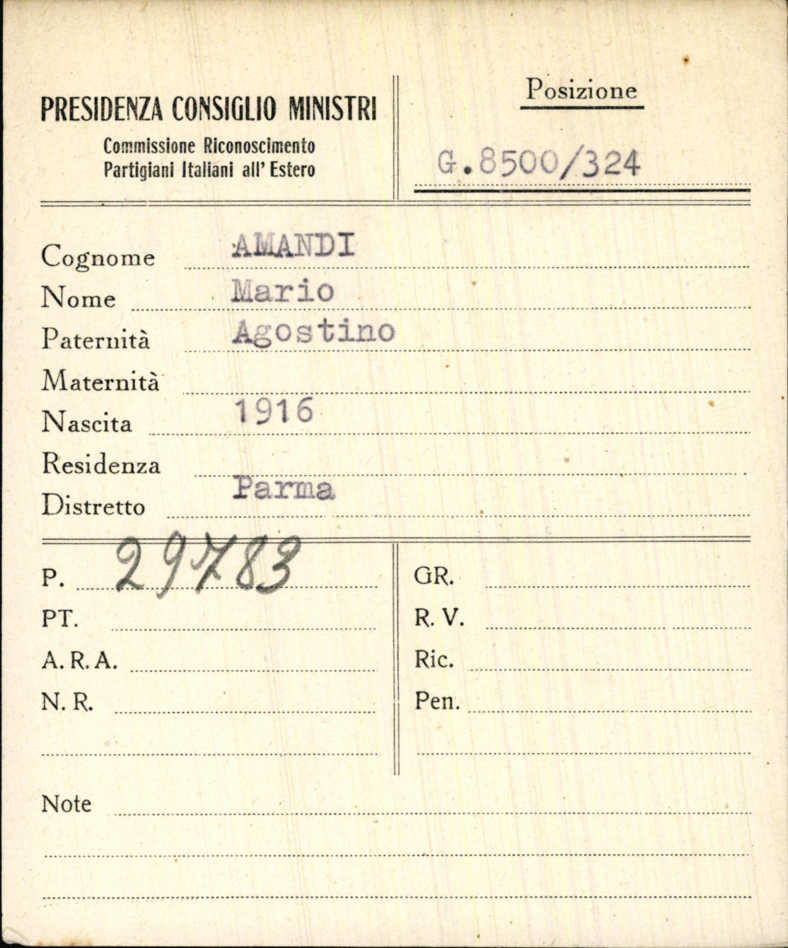 PRESIDENZA CONSIGLIO MINISTRI
Commissione Riconoscimento
Partigiani Italiani all' Estero
Posizione
G.8500/324
Cognome AMANDI
Nome Mario
Paternità Agostino
Maternità
Nascita 1916
Residenza
Distretto Parma
P. 29783
PT.
A. R. A.
N. R.
GR.
R. V.
Ric.
Pen.
Note